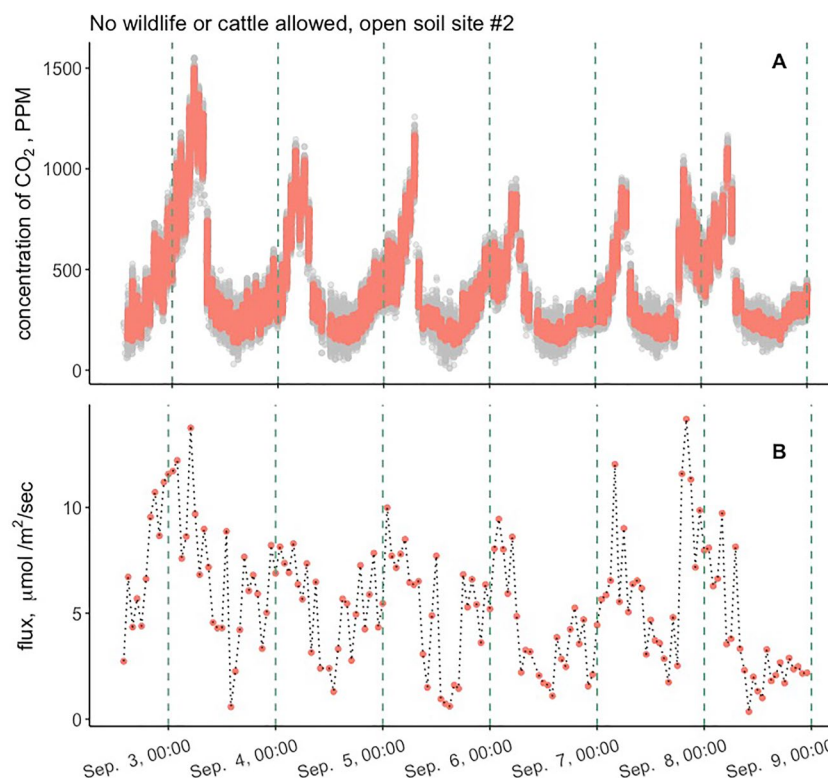 No wildlife or cattle allowed, open soil site #2
A
concentration of CO₂ , PPM
1500
1000
500
0
B
flux, μmol /m²/sec
10
5
0
Sep. 3, 00:00
Sep. 4, 00:00
Sep. 5, 00:00
Sep. 6, 00:00
Sep. 7, 00:00
Sep. 8, 00:00
Sep. 9, 00:00